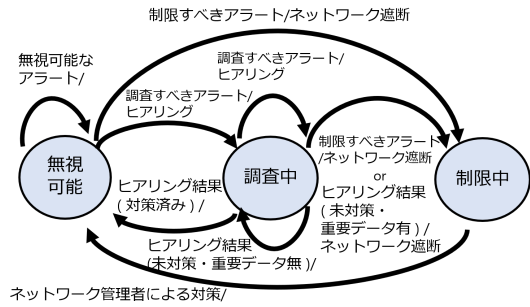 制限すべきアラート/ネットワーク遮断
無視可能な
アラート/
調査すべきアラート/
ヒアリング
調査すべきアラート/
ヒアリング
制限すべきアラート
/ネットワーク遮断
or
ヒアリング結果
( 未対策・
重要データ有 ) /
ネットワーク遮断
無視
可能
調査中
制限中
ヒアリング結果
( 対策済み ) /
ヒアリング結果
(未対策・重要データ無 )/
ネットワーク管理者による対策/